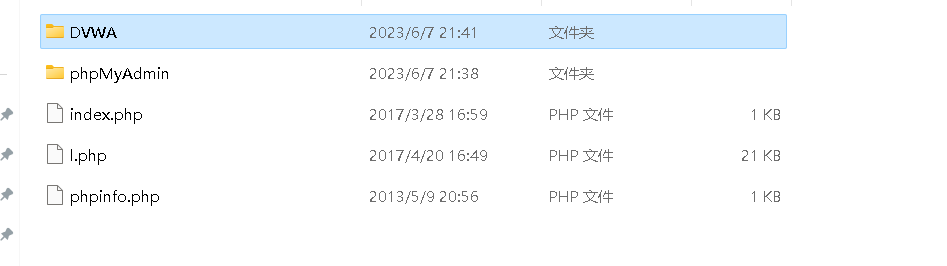 DVWA 2023/6/7 21:41 文件夹
phpMyAdmin 2023/6/7 21:38 文件夹
index.php 2017/3/28 16:59 PHP 文件 1 KB
l.php 2017/4/20 16:49 PHP 文件 21 KB
phpinfo.php 2013/5/9 20:56 PHP 文件 1 KB